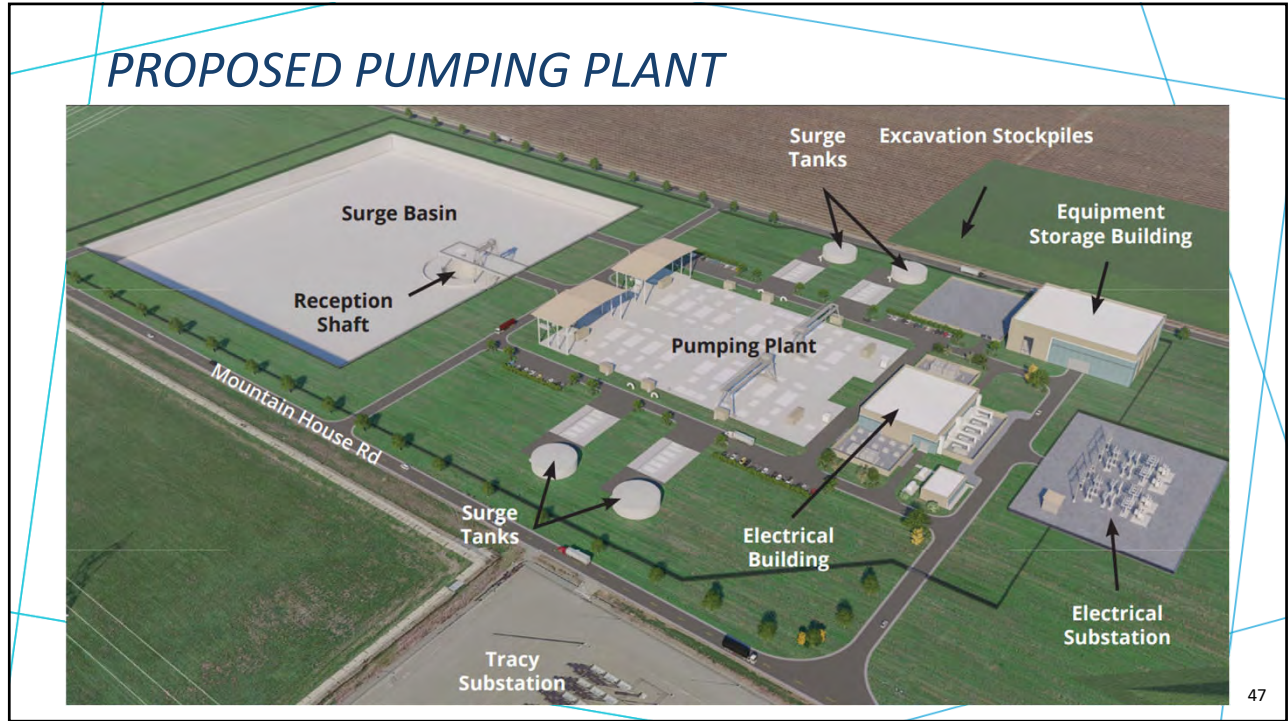 PROPOSED PUMPING PLANT
Surge
Tanks
Excavation Stockpiles
Equipment
Storage Building
Surge Basin
Reception
Shaft
Pumping Plant
Mountain House Rd
Surge
Tanks
Electrical
Building
Electrical
Substation
Tracy
Substation
47